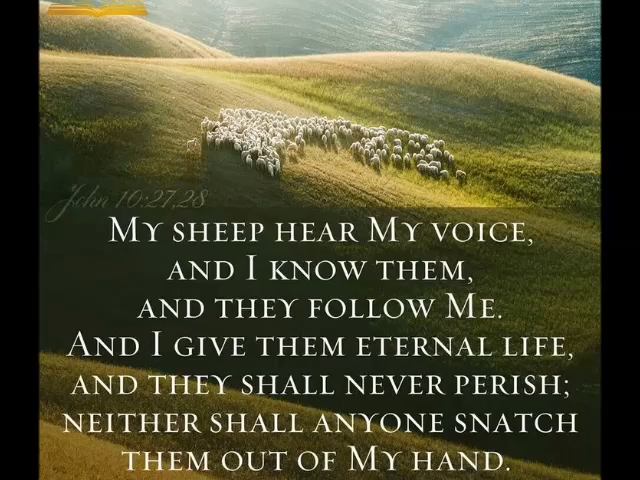 John 10:27,28
My sheep hear My voice,
and I know them,
and they follow Me.
And I give them eternal life,
and they shall never perish;
neither shall anyone snatch
them out of My hand.